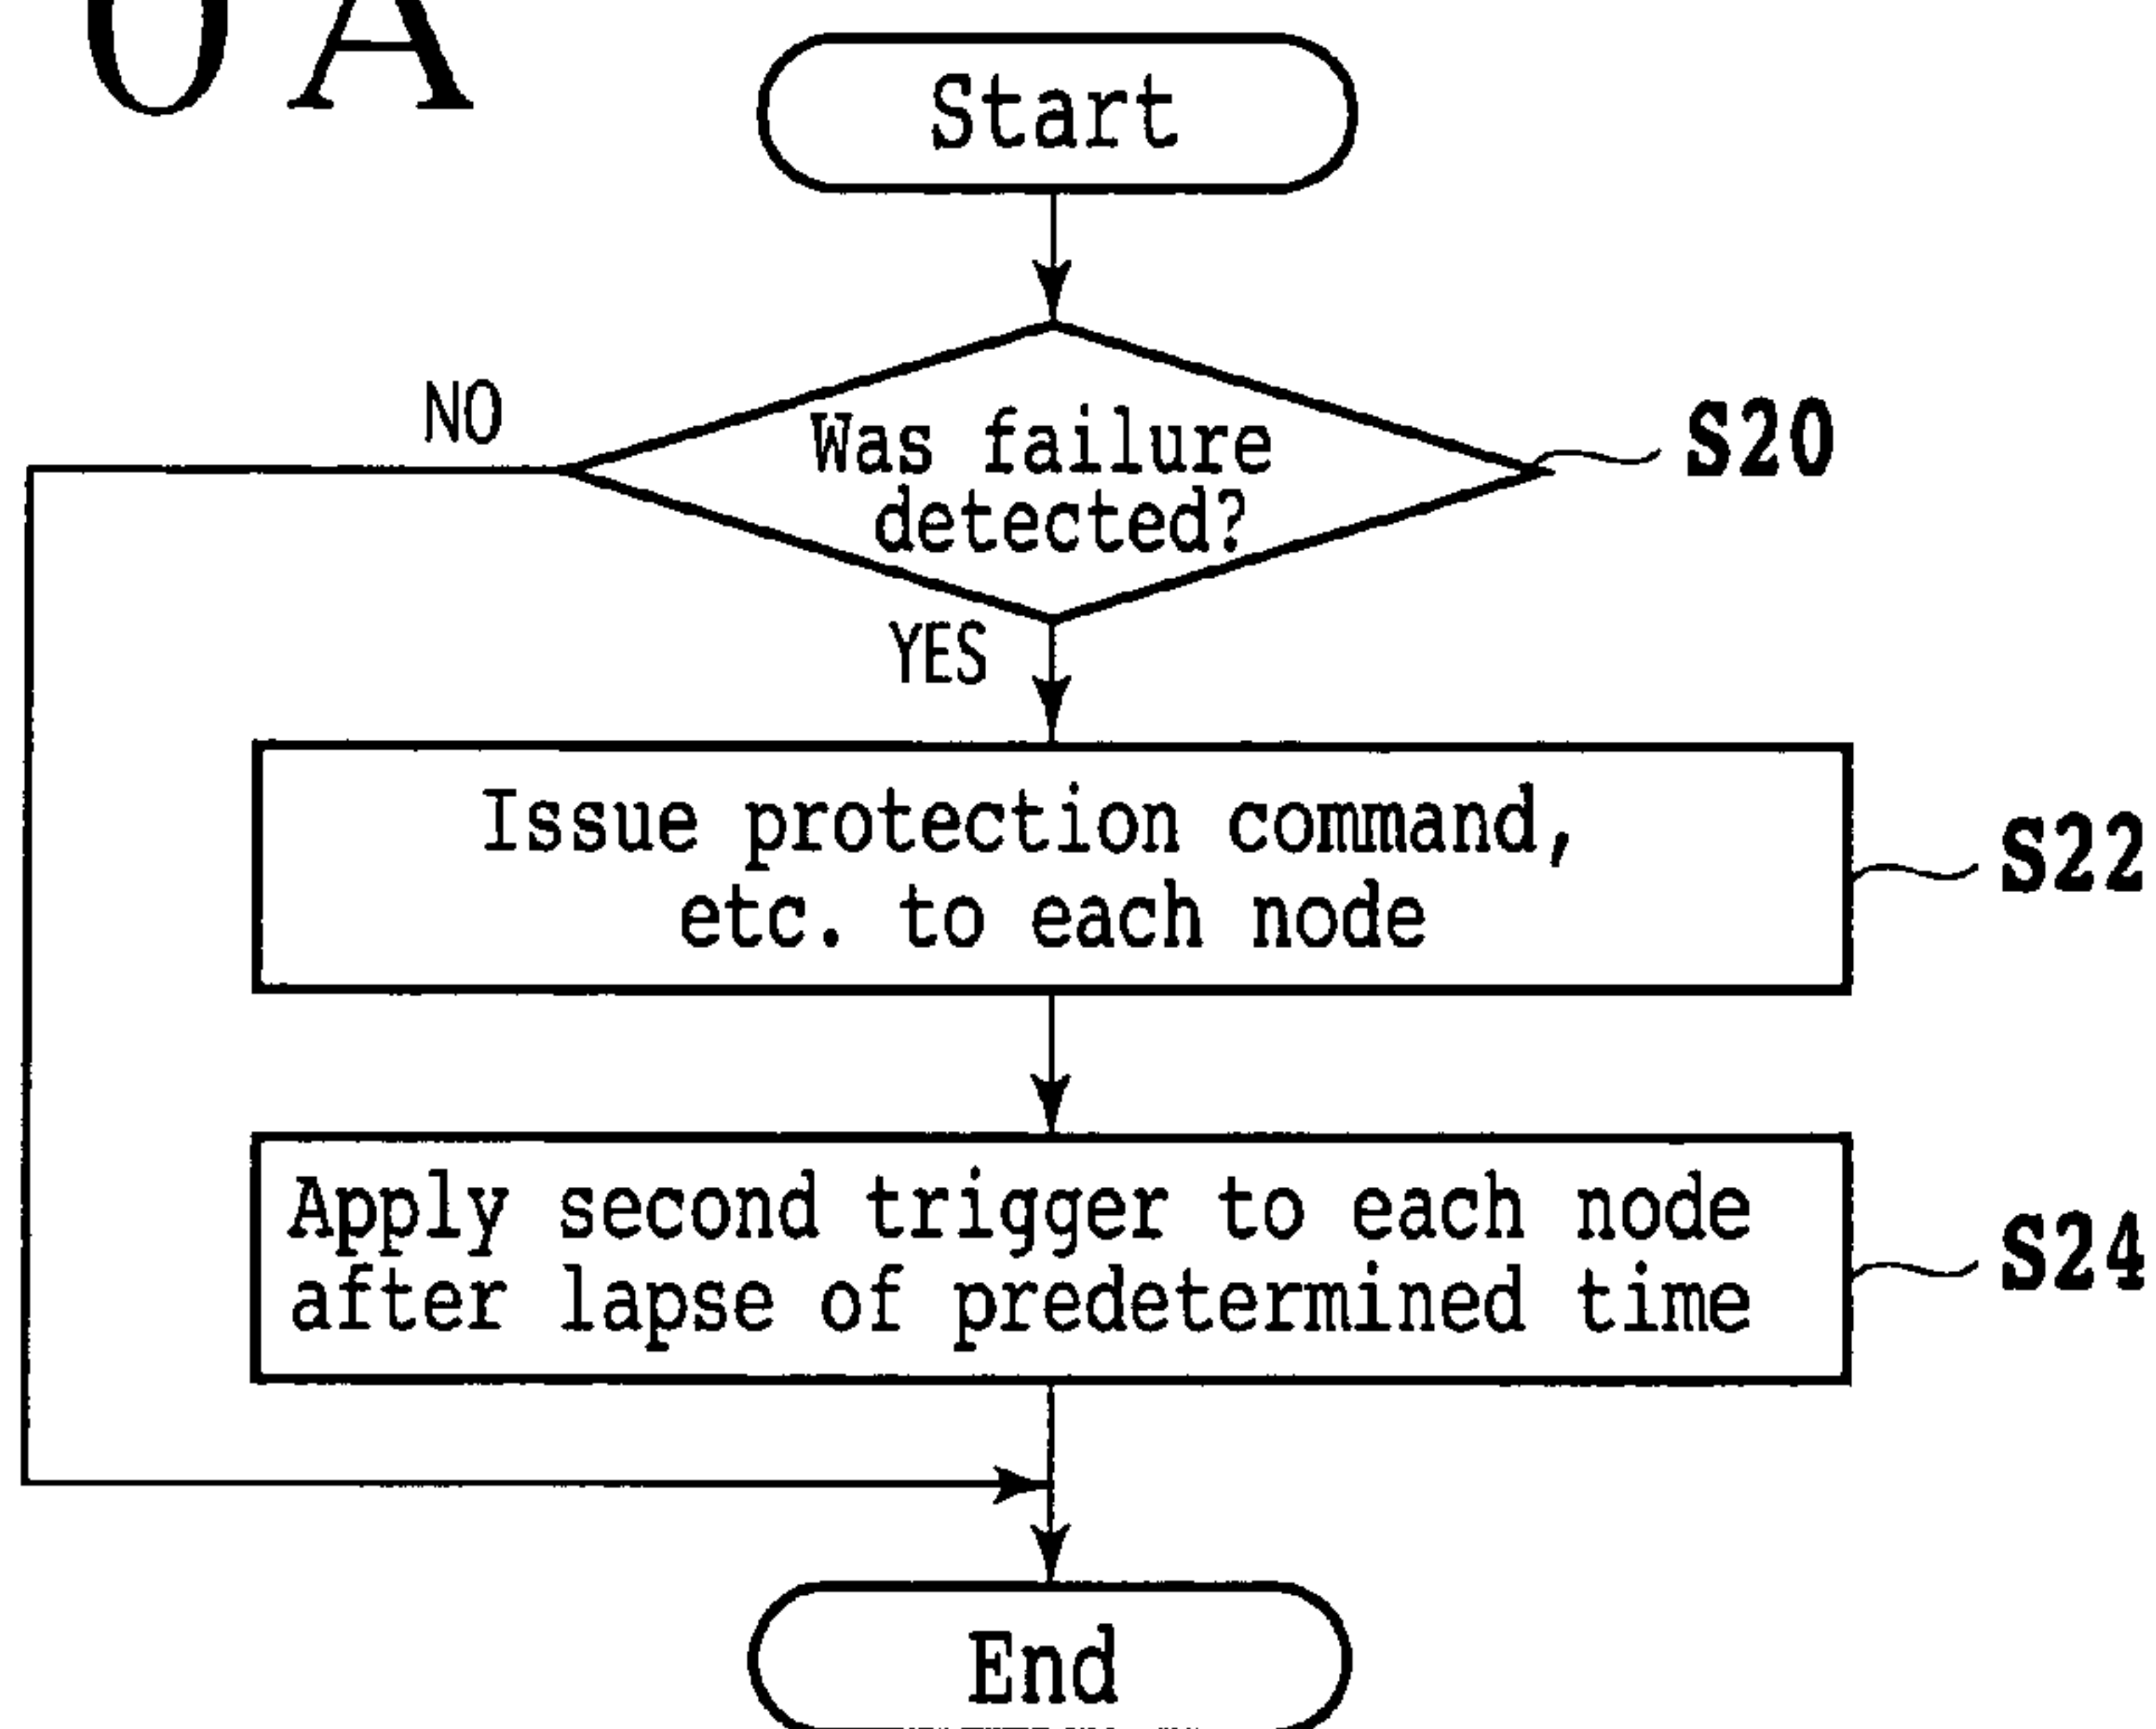 0A
Start
NO
Was failure
detected?
S20
YES
Issue protection command,
etc. to each node
S22
Apply second trigger to each node
after lapse of predetermined time
S24
End